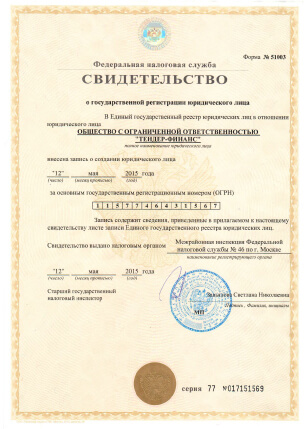 Форма № 51003
Федеральная налоговая служба
СВИДЕТЕЛЬСТВО
о государственной регистрации юридического лица
В Единый государственный реестр юридических лиц в отношении
юридического лица
ОБЩЕСТВО С ОГРАНИЧЕННОЙ ОТВЕТСТВЕННОСТЬЮ
"ТЕНДЕР-ФИНАНС"
полное наименование юридического лица
внесена запись о создании юридического лица
"12" мая 2015 года
(число) (месяц прописью) (год)
за основным государственным регистрационным номером (ОГРН)
1 1 5 7 7 4 6 4 3 1 5 6 7
Запись содержит сведения, приведенные в прилагаемом к настоящему
свидетельству листе записи Единого государственного реестра юридических лиц.
Свидетельство выдано налоговым органом Межрайонная инспекция Федеральной
налоговой службы № 46 по г. Москве
наименование регистрирующего органа
"12" мая 2015 года
(число) (месяц прописью) (год)
Старший государственный
налоговый инспектор
Светлана Николаевна
МП
серия 77 №017151569